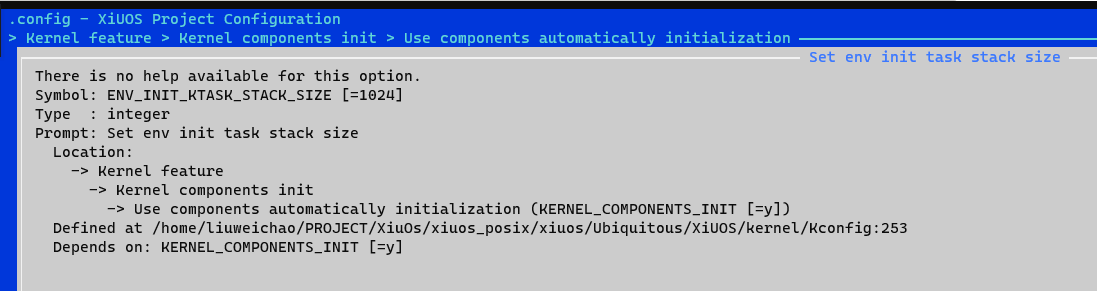 .config - XiUOS Project Configuration
> Kernel feature > Kernel components init > Use components automatically initialization
Set env init task stack size
There is no help available for this option.
Symbol: ENV_INIT_KTASK_STACK_SIZE [=1024]
Type  : integer
Prompt: Set env init task stack size
  Location:
    -> Kernel feature
      -> Kernel components init
        -> Use components automatically initialization (KERNEL_COMPONENTS_INIT [=y])
  Defined at /home/liuweichao/PROJECT/XiuOs/xiuos_posix/xiuos/Ubiquitous/XiUOS/kernel/Kconfig:253
  Depends on: KERNEL_COMPONENTS_INIT [=y]